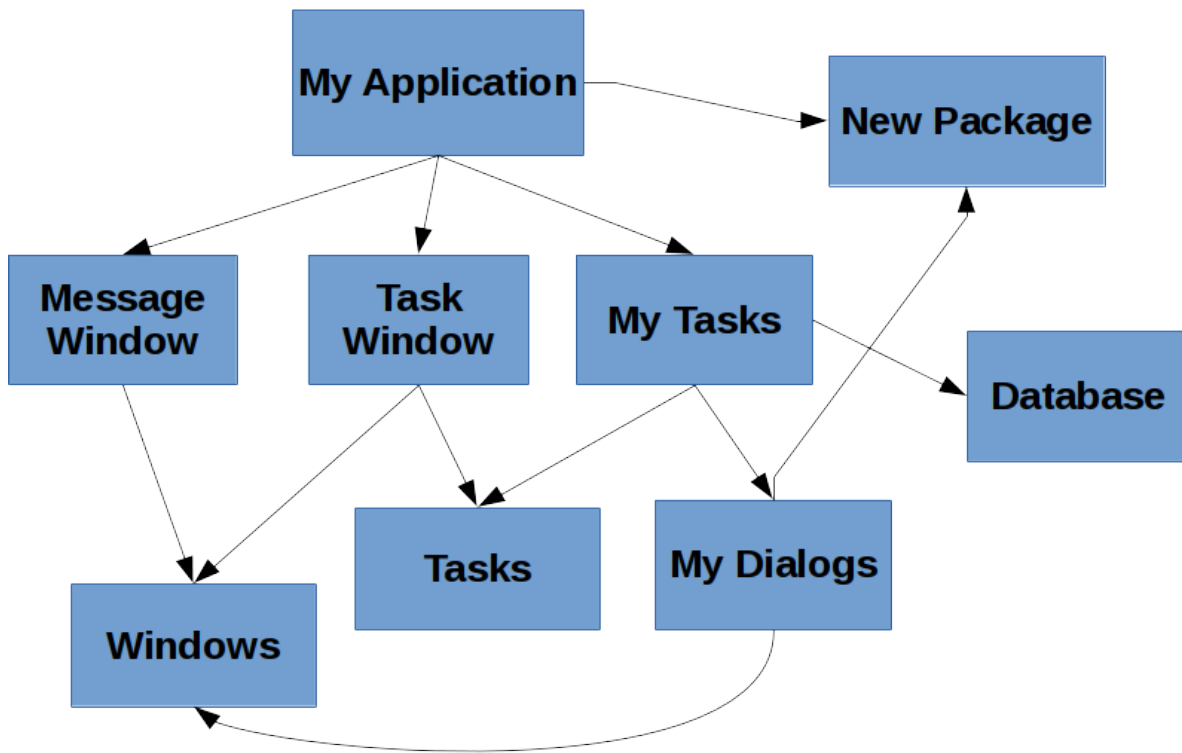 My Application
New Package
Message
Window
Task
Window
My Tasks
Database
Tasks
My Dialogs
Windows